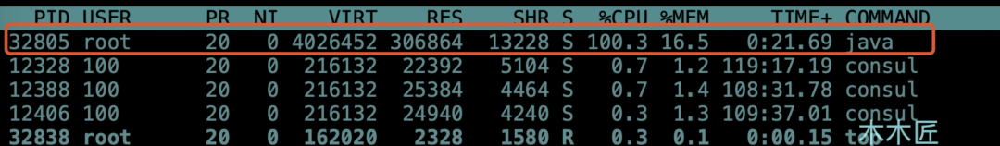 PID USER PR NI VIRT RES SHR S %CPU %MEM TIME+ COMMAND
32805 root 20 0 4026452 306864 13228 S 100.3 16.5 0:21.69 java
12328 100 20 0 216132 22392 5104 S 0.7 1.2 119:17.19 consul
12388 100 20 0 216132 25384 4464 S 0.7 1.4 108:31.78 consul
12406 100 20 0 216132 24940 4240 S 0.3 1.3 109:37.01 consul
32838 root 20 0 162020 2328 1580 R 0.3 0.1 0:00.15 top
木木匠